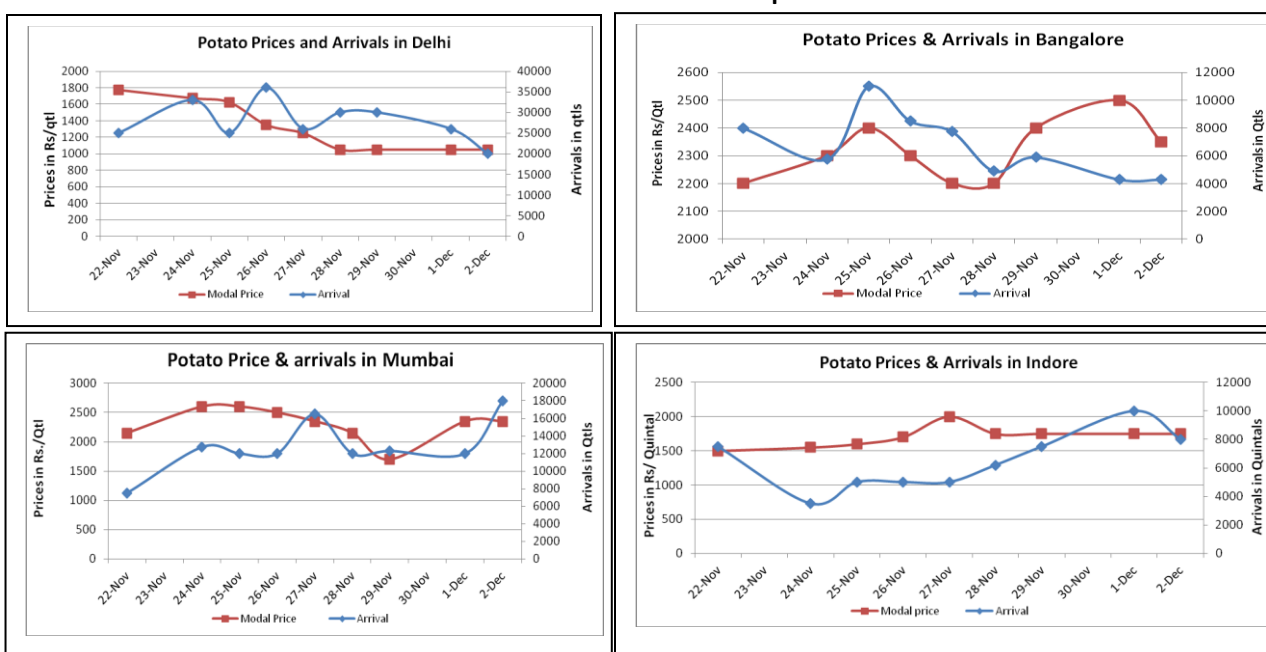 Potato Prices and Arrivals in Delhi
Prices in Rs/qtl
2000
1800
1600
1400
1200
1000
800
600
400
200
0
40000
35000
30000
25000
20000
15000
10000
5000
0
Arrivals in qtls
22-Nov
23-Nov
24-Nov
25-Nov
26-Nov
27-Nov
28-Nov
29-Nov
30-Nov
1-Dec
2-Dec
Modal Price Arrival
Potato Prices & Arrivals in Bangalore
Prices in Rs/Qtl
2600
2500
2400
2300
2200
2100
2000
12000
10000
8000
6000
4000
2000
0
Arrivals in Qtls
22-Nov
23-Nov
24-Nov
25-Nov
26-Nov
27-Nov
28-Nov
29-Nov
30-Nov
1-Dec
2-Dec
Modal Price Arrival
Potato Price & arrivals in Mumbai
Prices in Rs./Qtl
3000
2500
2000
1500
1000
500
0
20000
18000
16000
14000
12000
10000
8000
6000
4000
2000
0
Arrivals in Qtls
22-Nov
23-Nov
24-Nov
25-Nov
26-Nov
27-Nov
28-Nov
29-Nov
30-Nov
1-Dec
2-Dec
Modal Price Arrival
Potato Prices & Arrivals in Indore
Prices in Rs/ Quintal
2500
2000
1500
1000
500
0
12000
10000
8000
6000
4000
2000
0
Arrivals in Quintals
22-Nov
23-Nov
24-Nov
25-Nov
26-Nov
27-Nov
28-Nov
29-Nov
30-Nov
1-Dec
2-Dec
Modal price Arrival